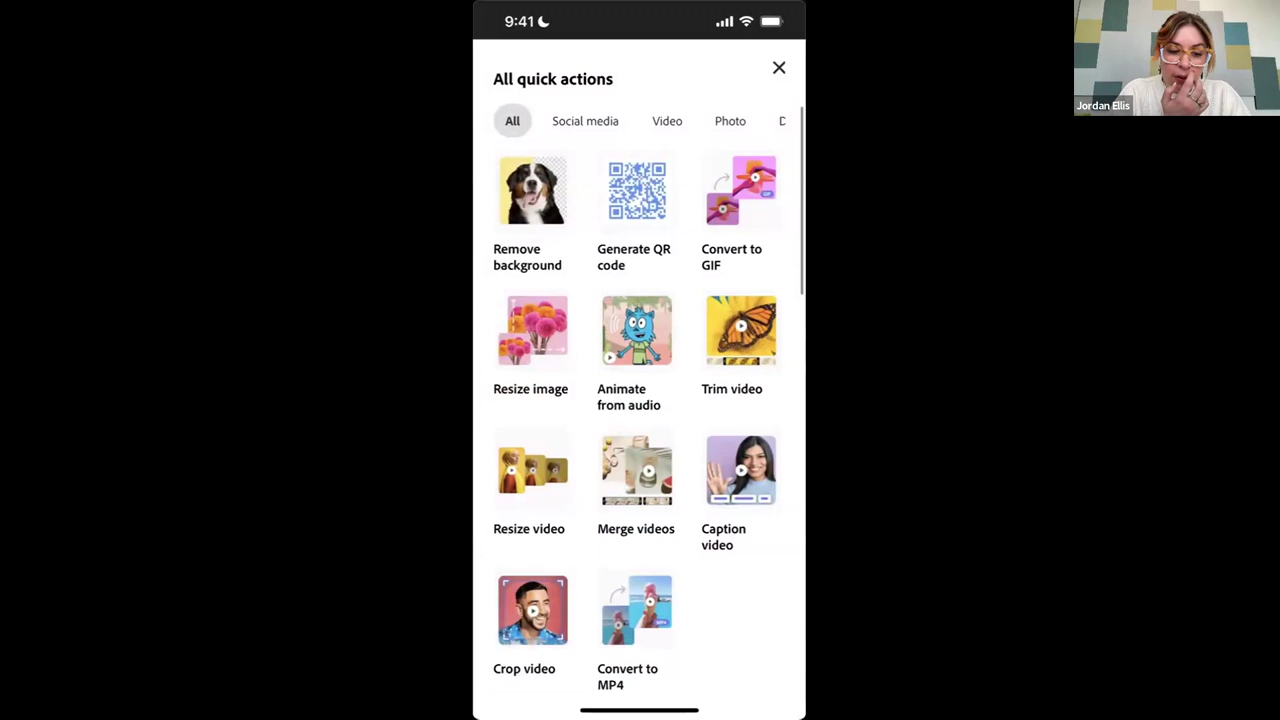 9:41
Jordan Ellis
All quick actions
All Social media Video Photo D
Remove background
Generate QR code
Convert to GIF
Resize image
Animate from audio
Trim video
Resize video
Merge videos
Caption video
Crop video
Convert to MP4